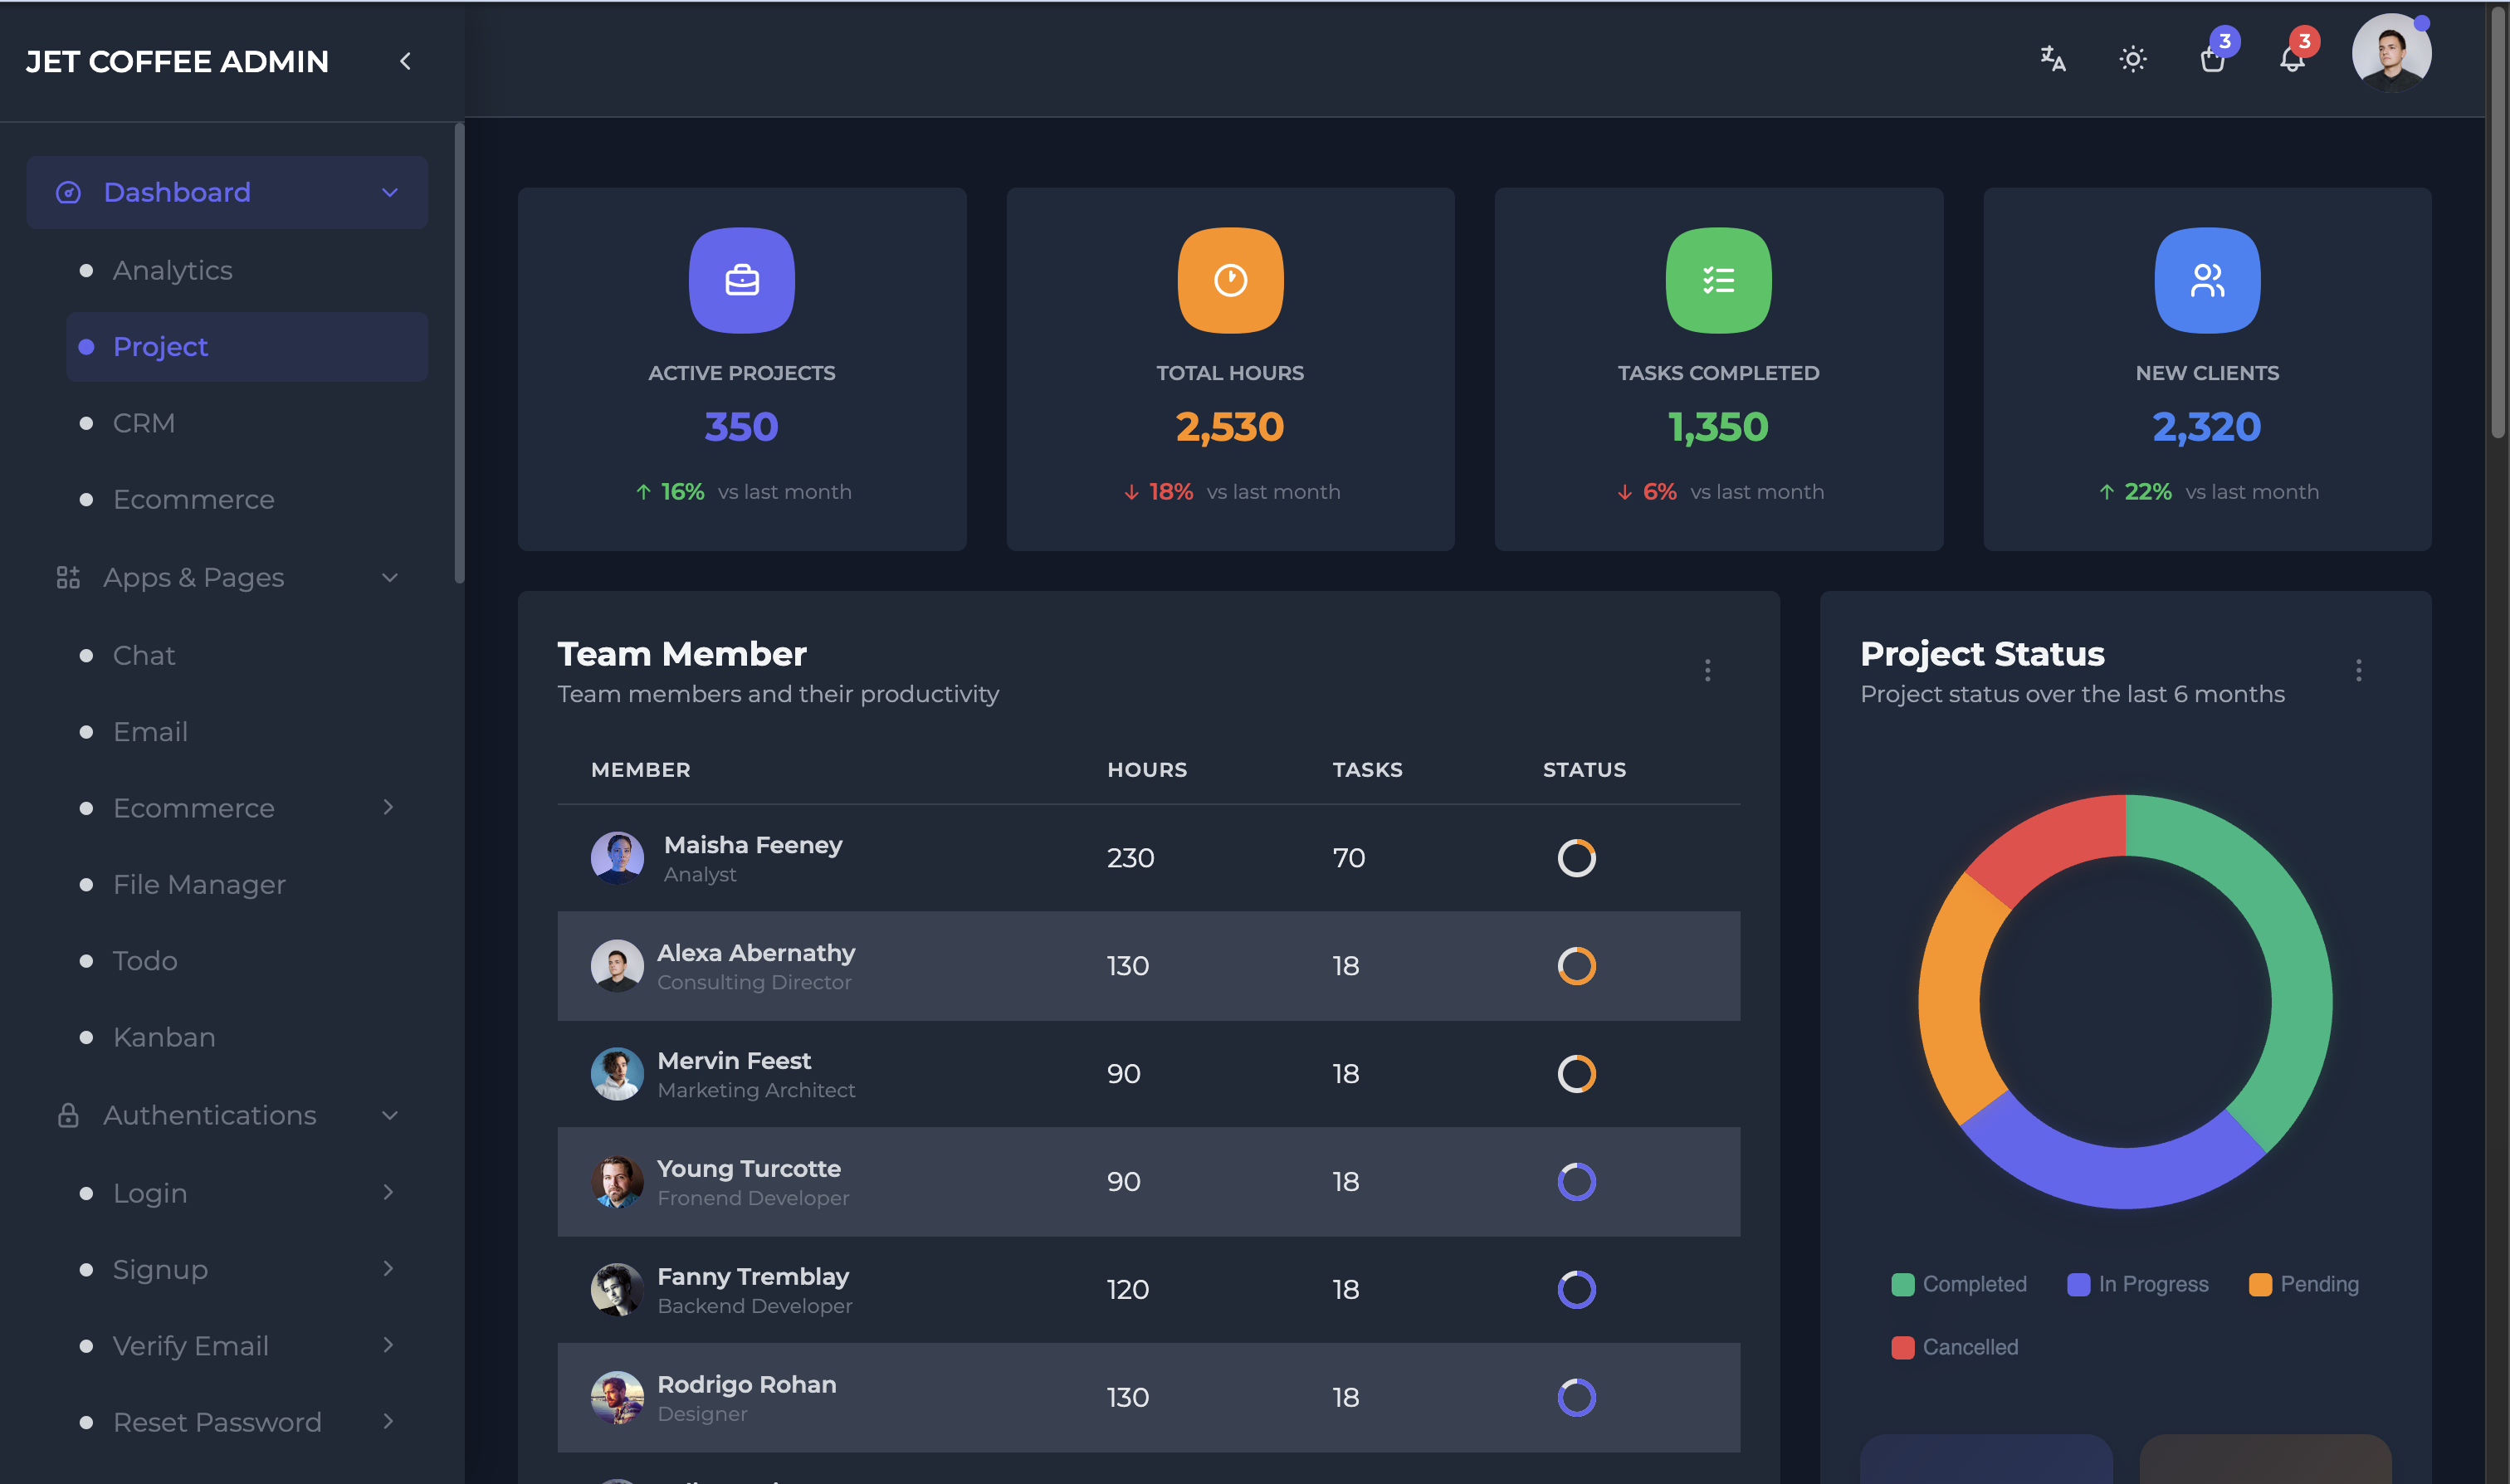 JET COFFEE ADMIN
3
3
Dashboard
Analytics
Project
CRM
Ecommerce
Apps & Pages
Chat
Email
Ecommerce
File Manager
Todo
Kanban
Authentications
Login
Signup
Verify Email
Reset Password
ACTIVE PROJECTS
350
16% vs last month
TOTAL HOURS
2,530
18% vs last month
TASKS COMPLETED
1,350
6% vs last month
NEW CLIENTS
2,320
22% vs last month
Team Member
Team members and their productivity
MEMBER HOURS TASKS STATUS
Maisha Feeney
Analyst
230 70
Alexa Abernathy
Consulting Director
130 18
Mervin Feest
Marketing Architect
90 18
Young Turcotte
Fronend Developer
90 18
Fanny Tremblay
Backend Developer
120 18
Rodrigo Rohan
Designer
130 18
Project Status
Project status over the last 6 months
Completed In Progress Pending
Cancelled